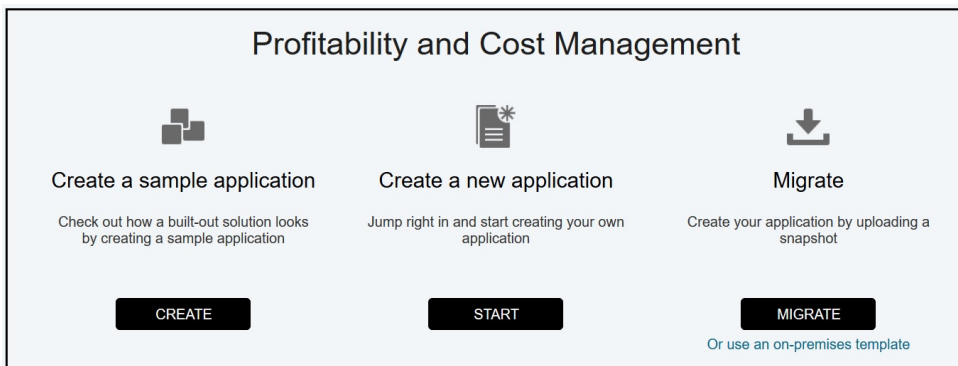 Profitability and Cost Management
Create a sample application
Check out how a built-out solution looks
by creating a sample application
CREATE
Create a new application
Jump right in and start creating your own
application
START
Migrate
Create your application by uploading a
snapshot
MIGRATE
Or use an on-premises template